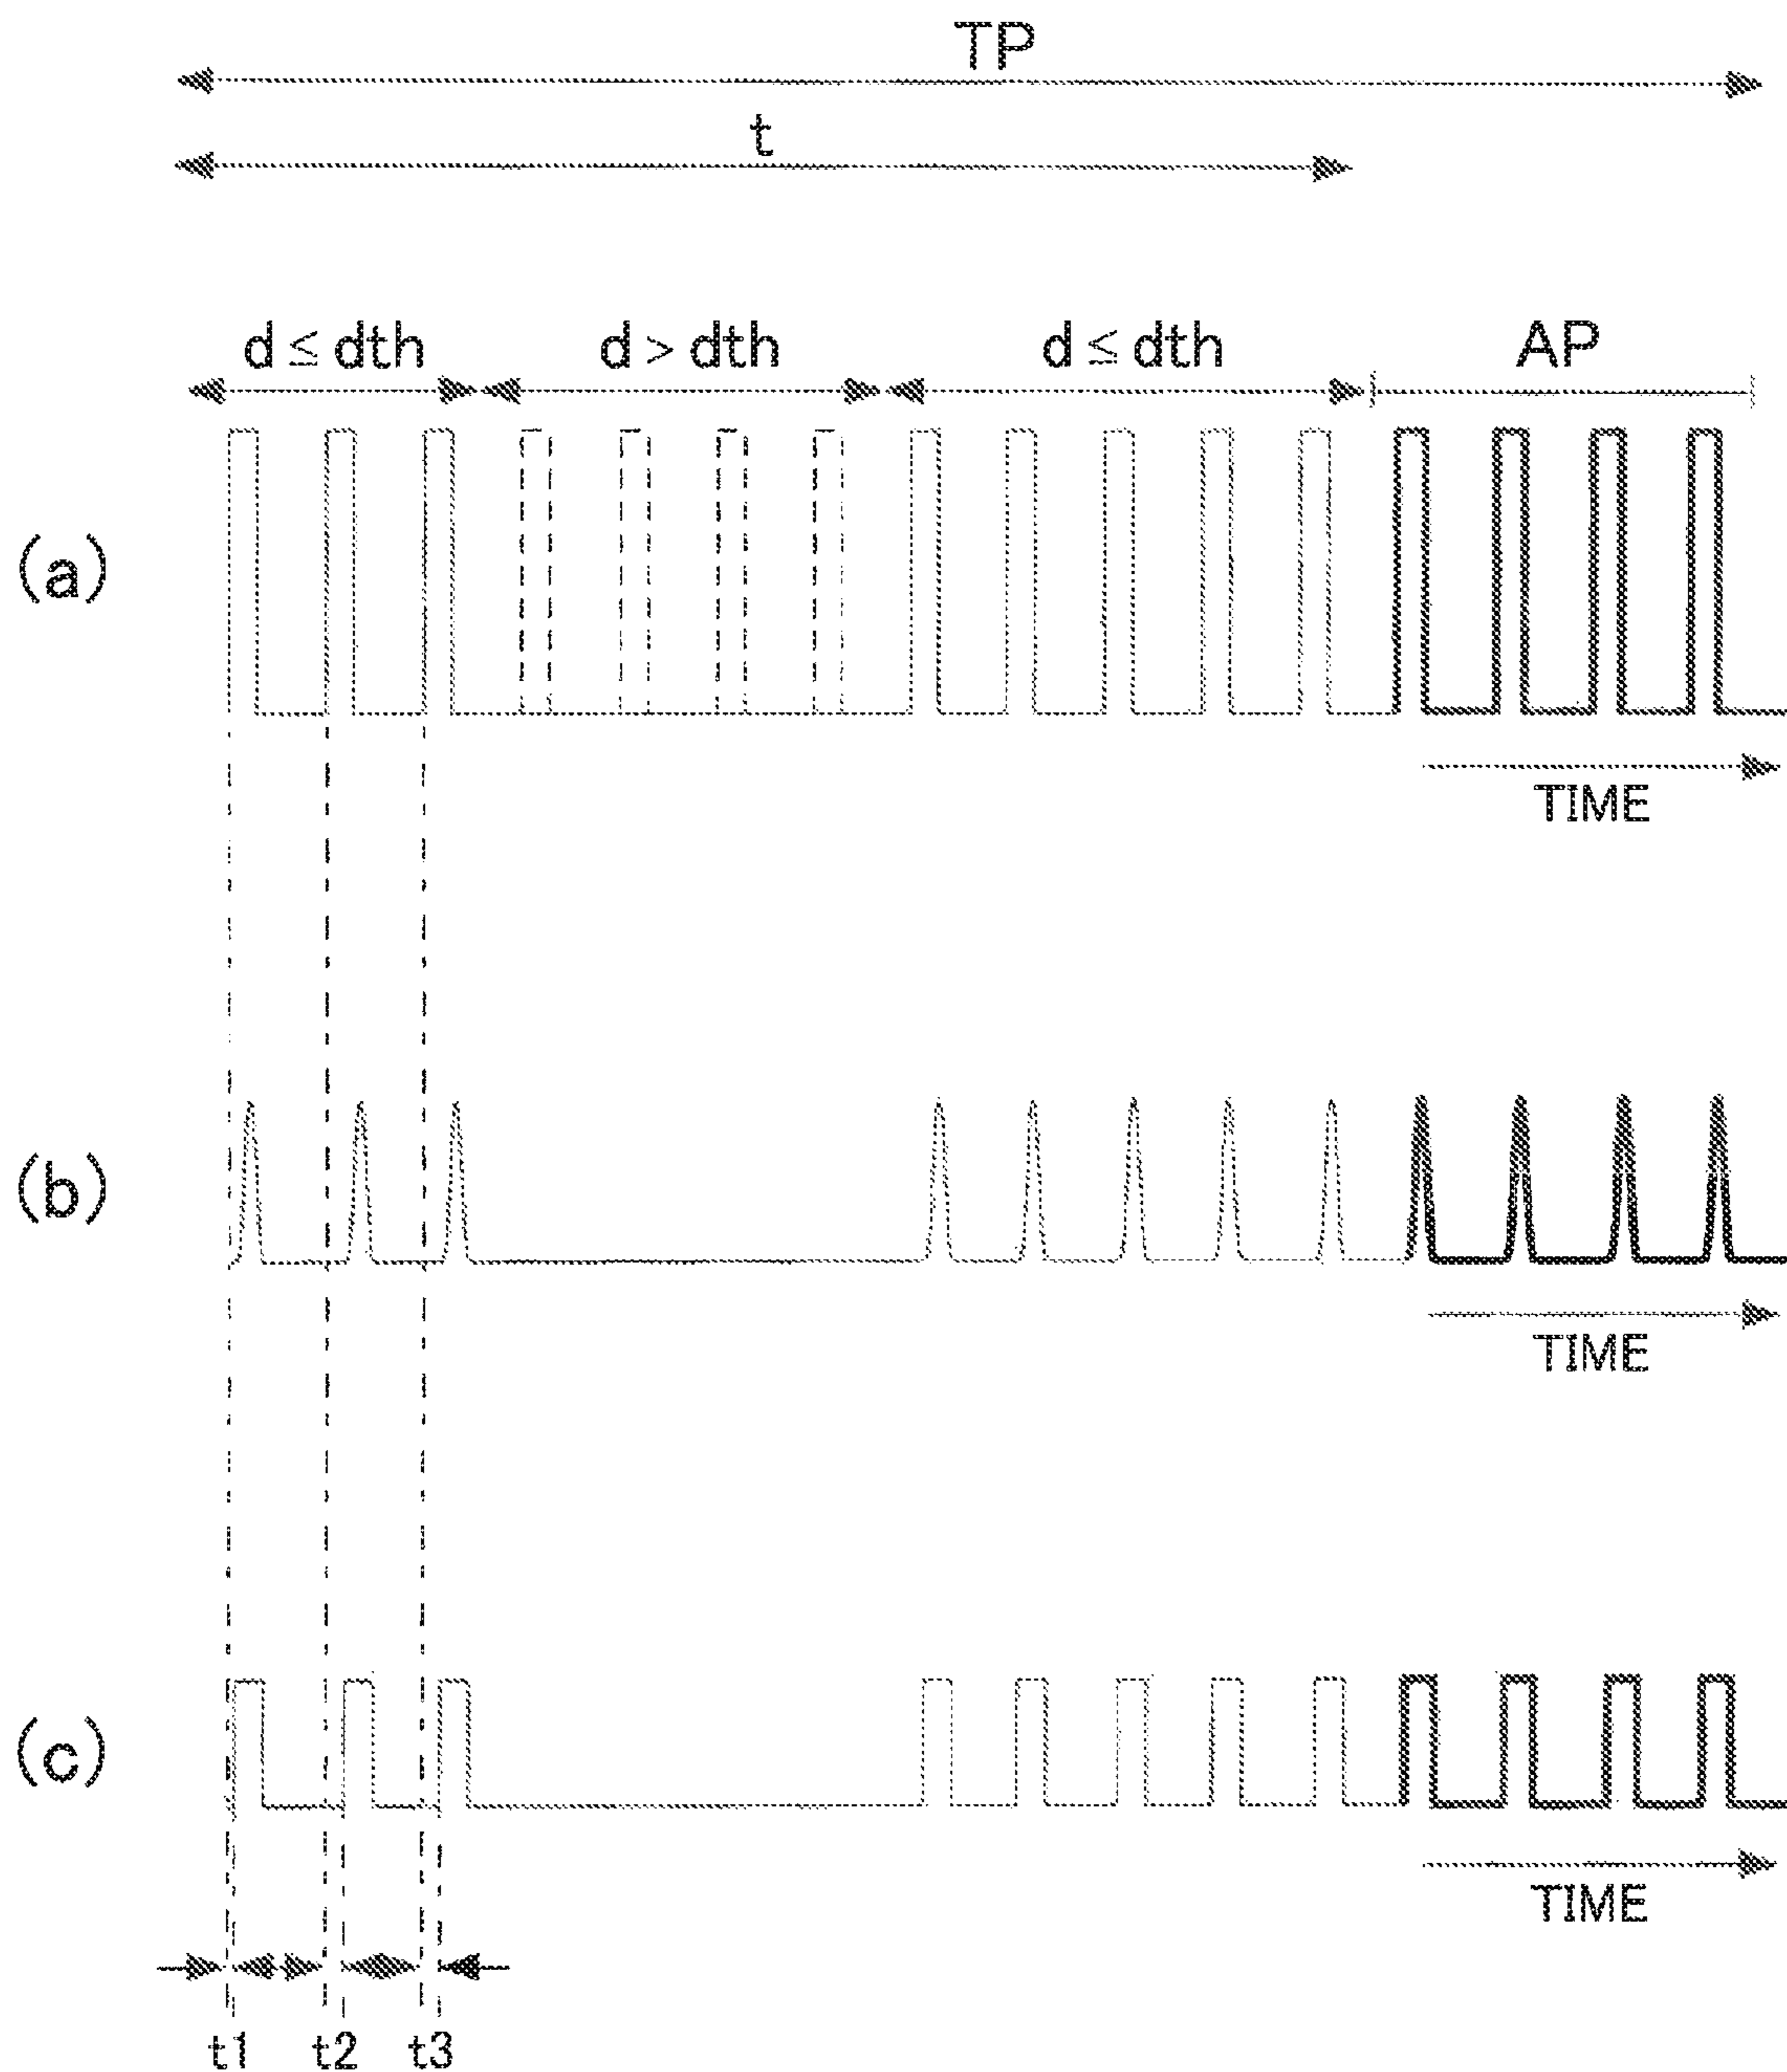 TP
t
d ≤ dth
d > dth
d ≤ dth
AP
(a)
TIME
(b)
TIME
(c)
TIME
t1
t2
t3